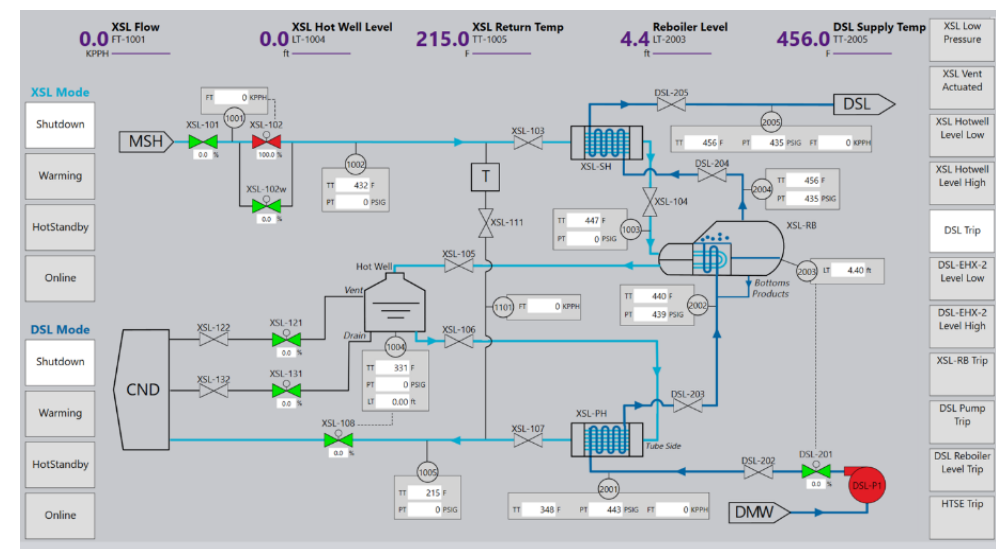 XSL Flow
0.0 FT-1001
KPPH
XSL Hot Well Level
0.0 LT-1004
ft
XSL Return Temp
215.0 TT-1005
F
Reboiler Level
4.4 LT-2003
ft
DSL Supply Temp
456.0 TT-2005
F
XSL Mode
Shutdown
Warming
HotStandby
Online
DSL Mode
Shutdown
Warming
HotStandby
Online
MSH
XSL-101
0.0 %
FT 0 KPPH
1001
XSL-102
100.0 %
XSL-102w
0.0 %
1002
TT 432 F
PT 0 PSIG
T
XSL-111
XSL-103
XSL-SH
DSL-205
DSL
2005
TT 456 F PT 435 PSIG FT 0 KPPH
DSL-204
2004
TT 456 F
PT 435 PSIG
XSL-104
TT 447 F
PT 0 PSIG
1003
XSL-RB
2003
LT 4.40 ft
Bottoms
Products
TT 440 F
PT 439 PSIG
2002
XSL-105
Hot Well
Vent
Drain
1004
TT 331 F
PT 0 PSIG
LT 0.00 ft
1101 FT 0 KPPH
XSL-106
XSL-122
XSL-121
0.0 %
XSL-132
XSL-131
0.0 %
CND
XSL-108
0.0 %
1005
TT 215 F
PT 0 PSIG
XSL-107
XSL-PH
Tube Side
DSL-203
2001
TT 348 F PT 443 PSIG FT 0 KPPH
DSL-202
DSL-201
0.0 %
DSL-P1
DMW
XSL Low
Pressure
XSL Vent
Actuated
XSL Hotwell
Level Low
XSL Hotwell
Level High
DSL Trip
DSL-EHX-2
Level Low
DSL-EHX-2
Level High
XSL-RB Trip
DSL Pump
Trip
DSL Reboiler
Level Trip
HTSE Trip